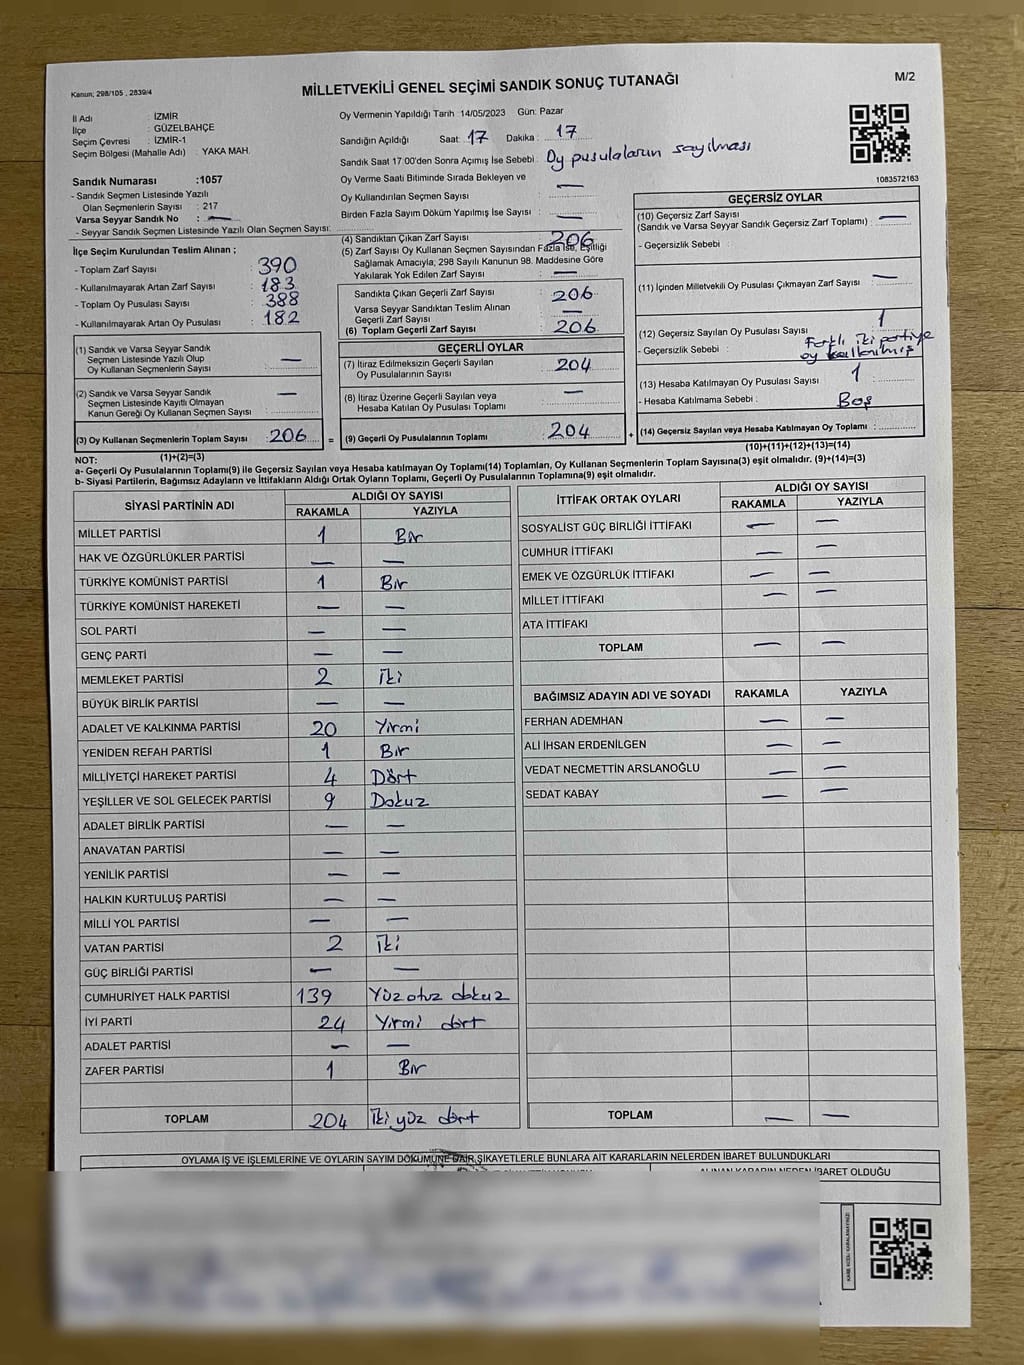 Kanun; 298/105 , 2839/4
MİLLETVEKİLİ GENEL SEÇİMİ SANDIK SONUÇ TUTANAĞI
M/2
İl Adı : İZMİR
İlçe : GÜZELBAHÇE
Seçim Çevresi : İZMİR-1
Seçim Bölgesi (Mahalle Adı) : YAKA MAH.
Sandık Numarası :1057
- Sandık Seçmen Listesinde Yazılı
Olan Seçmenlerin Sayısı : 217
Varsa Seyyar Sandık No : —
- Seyyar Sandık Seçmen Listesinde Yazılı Olan Seçmen Sayısı:
Oy Vermenin Yapıldığı Tarih :14/05/2023 Gün: Pazar
Sandığın Açıldığı Saat: 17 Dakika : 17
Sandık Saat 17.00'den Sonra Açımış İse Sebebi : Oy pusulalarının sayılması
Oy Verme Saati Bitiminde Sırada Bekleyen ve
Oy Kullandırılan Seçmen Sayısı : —
Birden Fazla Sayım Döküm Yapılmış İse Sayısı : —
1083572163
İlçe Seçim Kurulundan Teslim Alınan ;
- Toplam Zarf Sayısı : 390
- Kullanılmayarak Artan Zarf Sayısı : 183
- Toplam Oy Pusulası Sayısı : 388
- Kullanılmayarak Artan Oy Pusulası : 182
(4) Sandıktan Çıkan Zarf Sayısı : 206
(5) Zarf Sayısı Oy Kullanan Seçmen Sayısından Fazla İse, Eşitliği
Sağlamak Amacıyla, 298 Sayılı Kanunun 98. Maddesine Göre
Yakılarak Yok Edilen Zarf Sayısı : —
Sandıkta Çıkan Geçerli Zarf Sayısı : 206
Varsa Seyyar Sandıktan Teslim Alınan
Geçerli Zarf Sayısı : —
(6) Toplam Geçerli Zarf Sayısı : 206
GEÇERSİZ OYLAR
(10) Geçersiz Zarf Sayısı : —
(Sandık ve Varsa Seyyar Sandık Geçersiz Zarf Toplamı)
- Geçersizlik Sebebi :
(11) İçinden Milletvekili Oy Pusulası Çıkmayan Zarf Sayısı : —
(12) Geçersiz Sayılan Oy Pusulası Sayısı : 1
- Geçersizlik Sebebi : Farklı iki partiye
oy kullanılmış
(13) Hesaba Katılmayan Oy Pusulası Sayısı : 1
- Hesaba Katılmama Sebebi : Boş
(14) Geçersiz Sayılan veya Hesaba Katılmayan Oy Toplamı :
(10)+(11)+(12)+(13)=(14)
(1) Sandık ve Varsa Seyyar Sandık
Seçmen Listesinde Yazılı Olup
Oy Kullanan Seçmenlerin Sayısı : —
(2) Sandık ve Varsa Seyyar Sandık
Seçmen Listesinde Kayıtlı Olmayan
Kanun Gereği Oy Kullanan Seçmen Sayısı : —
(3) Oy Kullanan Seçmenlerin Toplam Sayısı : 206 =
(1)+(2)=(3)
GEÇERLİ OYLAR
(7) İtiraz Edilmeksizin Geçerli Sayılan
Oy Pusulalarının Sayısı : 204
(8) İtiraz Üzerine Geçerli Sayılan veya
Hesaba Katılan Oy Pusulası Toplamı : —
(9) Geçerli Oy Pusulalarının Toplamı : 204 +
NOT:
a- Geçerli Oy Pusulalarının Toplamı(9) ile Geçersiz Sayılan veya Hesaba katılmayan Oy Toplamı(14) Toplamları, Oy Kullanan Seçmenlerin Toplam Sayısına(3) eşit olmalıdır. (9)+(14)=(3)
b- Siyasi Partilerin, Bağımsız Adayların ve İttifakların Aldığı Ortak Oyların Toplamı, Geçerli Oy Pusulalarının Toplamına(9) eşit olmalıdır.
SİYASİ PARTİNİN ADI ALDIĞI OY SAYISI
RAKAMLA YAZIYLA
MİLLET PARTİSİ 1 Bir
HAK VE ÖZGÜRLÜKLER PARTİSİ — —
TÜRKİYE KOMÜNİST PARTİSİ 1 Bir
TÜRKİYE KOMÜNİST HAREKETİ — —
SOL PARTİ — —
GENÇ PARTİ — —
MEMLEKET PARTİSİ 2 İki
BÜYÜK BİRLİK PARTİSİ — —
ADALET VE KALKINMA PARTİSİ 20 Yirmi
YENİDEN REFAH PARTİSİ 1 Bir
MİLLİYETÇİ HAREKET PARTİSİ 4 Dört
YEŞİLLER VE SOL GELECEK PARTİSİ 9 Dokuz
ADALET BİRLİK PARTİSİ — —
ANAVATAN PARTİSİ — —
YENİLİK PARTİSİ — —
HALKIN KURTULUŞ PARTİSİ — —
MİLLİ YOL PARTİSİ — —
VATAN PARTİSİ 2 İki
GÜÇ BİRLİĞİ PARTİSİ — —
CUMHURİYET HALK PARTİSİ 139 Yüz otuz dokuz
İYİ PARTİ 24 Yirmi dört
ADALET PARTİSİ — —
ZAFER PARTİSİ 1 Bir
TOPLAM 204 İki yüz dört
İTTİFAK ORTAK OYLARI ALDIĞI OY SAYISI
RAKAMLA YAZIYLA
SOSYALİST GÜÇ BİRLİĞİ İTTİFAKI — —
CUMHUR İTTİFAKI — —
EMEK VE ÖZGÜRLÜK İTTİFAKI — —
MİLLET İTTİFAKI — —
ATA İTTİFAKI
TOPLAM — —
BAĞIMSIZ ADAYIN ADI VE SOYADI RAKAMLA YAZIYLA
FERHAN ADEMHAN — —
ALİ İHSAN ERDENİLGEN — —
VEDAT NECMETTİN ARSLANOĞLU — —
SEDAT KABAY — —
TOPLAM — —
OYLAMA İŞ VE İŞLEMLERİNE VE OYLARIN SAYIM DÖKÜMÜNE DAİR,ŞİKAYETLERLE BUNLARA AİT KARARLARIN NELERDEN İBARET BULUNDUKLARI
ALINAN KARARIN NEDEN İBARET OLDUĞU